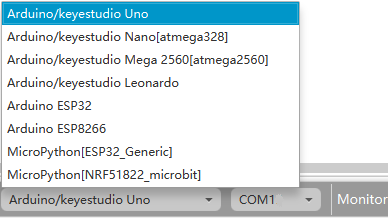 Arduino/keyestudio Uno
Arduino/keyestudio Nano[atmega328]
Arduino/keyestudio Mega 2560[atmega2560]
Arduino/keyestudio Leonardo
Arduino ESP32
Arduino ESP8266
MicroPython[ESP32_Generic]
MicroPython[NRF51822_microbit]
Arduino/keyestudio Uno COM1 Monitor